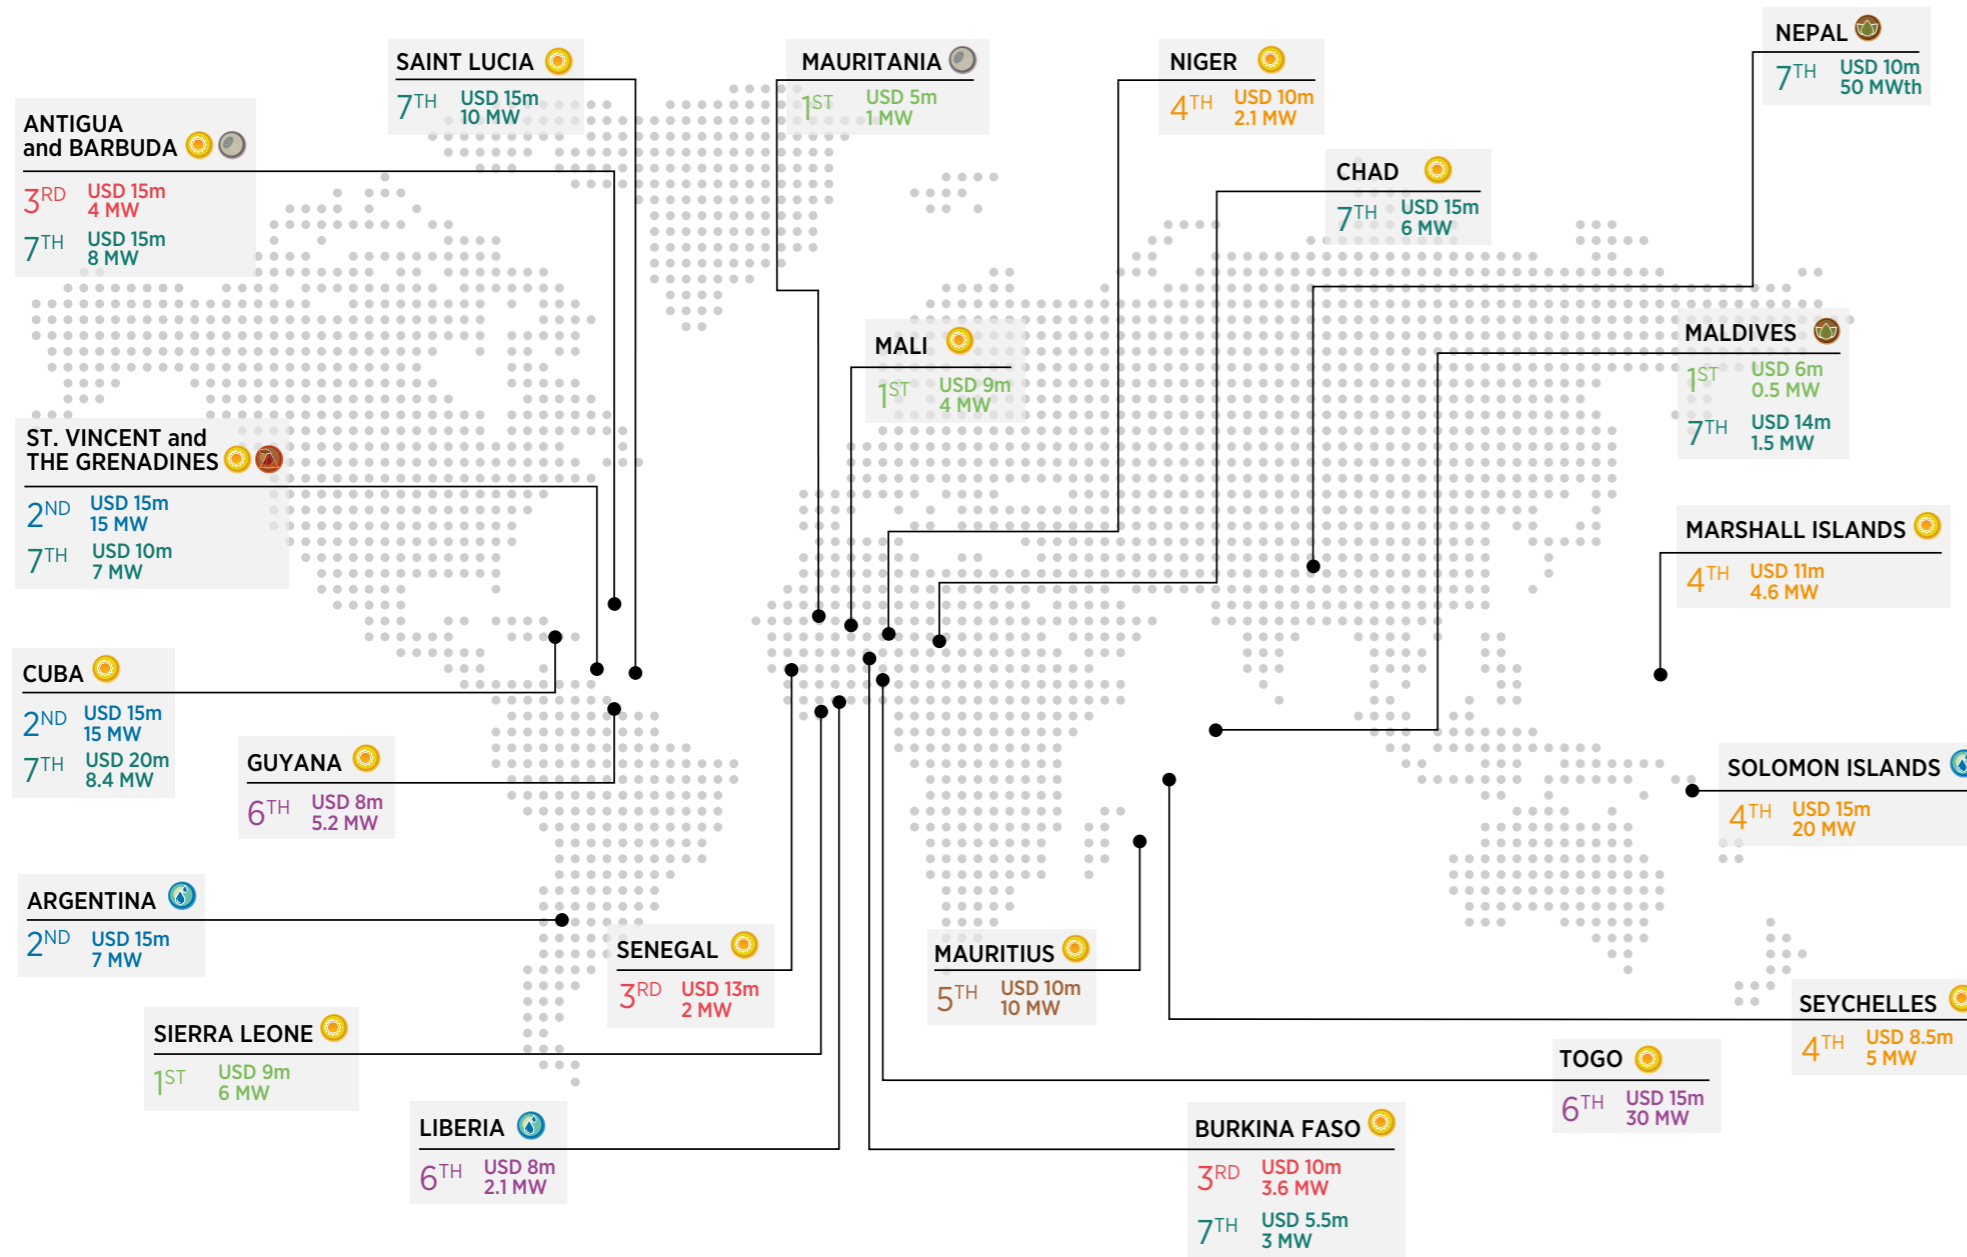 SAINT LUCIA
7TH USD 15m
10 MW
MAURITANIA
1ST USD 5m
1 MW
NIGER
4TH USD 10m
2.1 MW
NEPAL
7TH USD 10m
50 MWth
ANTIGUA
and BARBUDA
3RD USD 15m
4 MW
7TH USD 15m
8 MW
CHAD
7TH USD 15m
6 MW
MALI
1ST USD 9m
4 MW
MALDIVES
1ST USD 6m
0.5 MW
7TH USD 14m
1.5 MW
ST. VINCENT and
THE GRENADINES
2ND USD 15m
15 MW
7TH USD 10m
7 MW
MARSHALL ISLANDS
4TH USD 11m
4.6 MW
CUBA
2ND USD 15m
15 MW
7TH USD 20m
8.4 MW
GUYANA
6TH USD 8m
5.2 MW
SOLOMON ISLANDS
4TH USD 15m
20 MW
ARGENTINA
2ND USD 15m
7 MW
SENEGAL
3RD USD 13m
2 MW
MAURITIUS
5TH USD 10m
10 MW
SEYCHELLES
4TH USD 8.5m
5 MW
SIERRA LEONE
1ST USD 9m
6 MW
TOGO
6TH USD 15m
30 MW
LIBERIA
6TH USD 8m
2.1 MW
BURKINA FASO
3RD USD 10m
3.6 MW
7TH USD 5.5m
3 MW